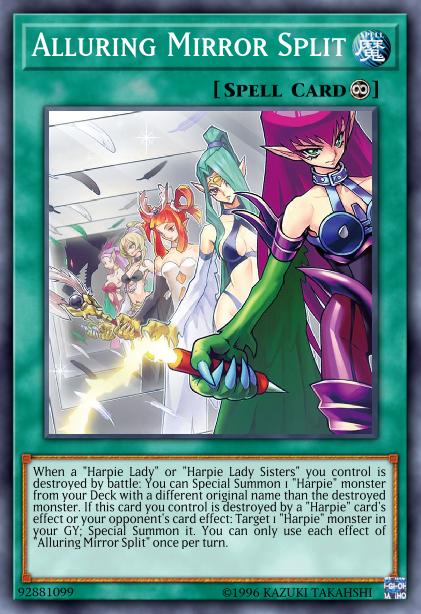 Alluring Mirror Split
魔
[Spell Card]
When a "Harpie Lady" or "Harpie Lady Sisters" you control is
destroyed by battle: You can Special Summon 1 "Harpie" monster
from your Deck with a different original name than the destroyed
monster. If this card you control is destroyed by a "Harpie" card's
effect or your opponent's card effect: Target 1 "Harpie" monster in
your GY; Special Summon it. You can only use each effect of
"Alluring Mirror Split" once per turn.
92881099
©1996 KAZUKI TAKAHSHI